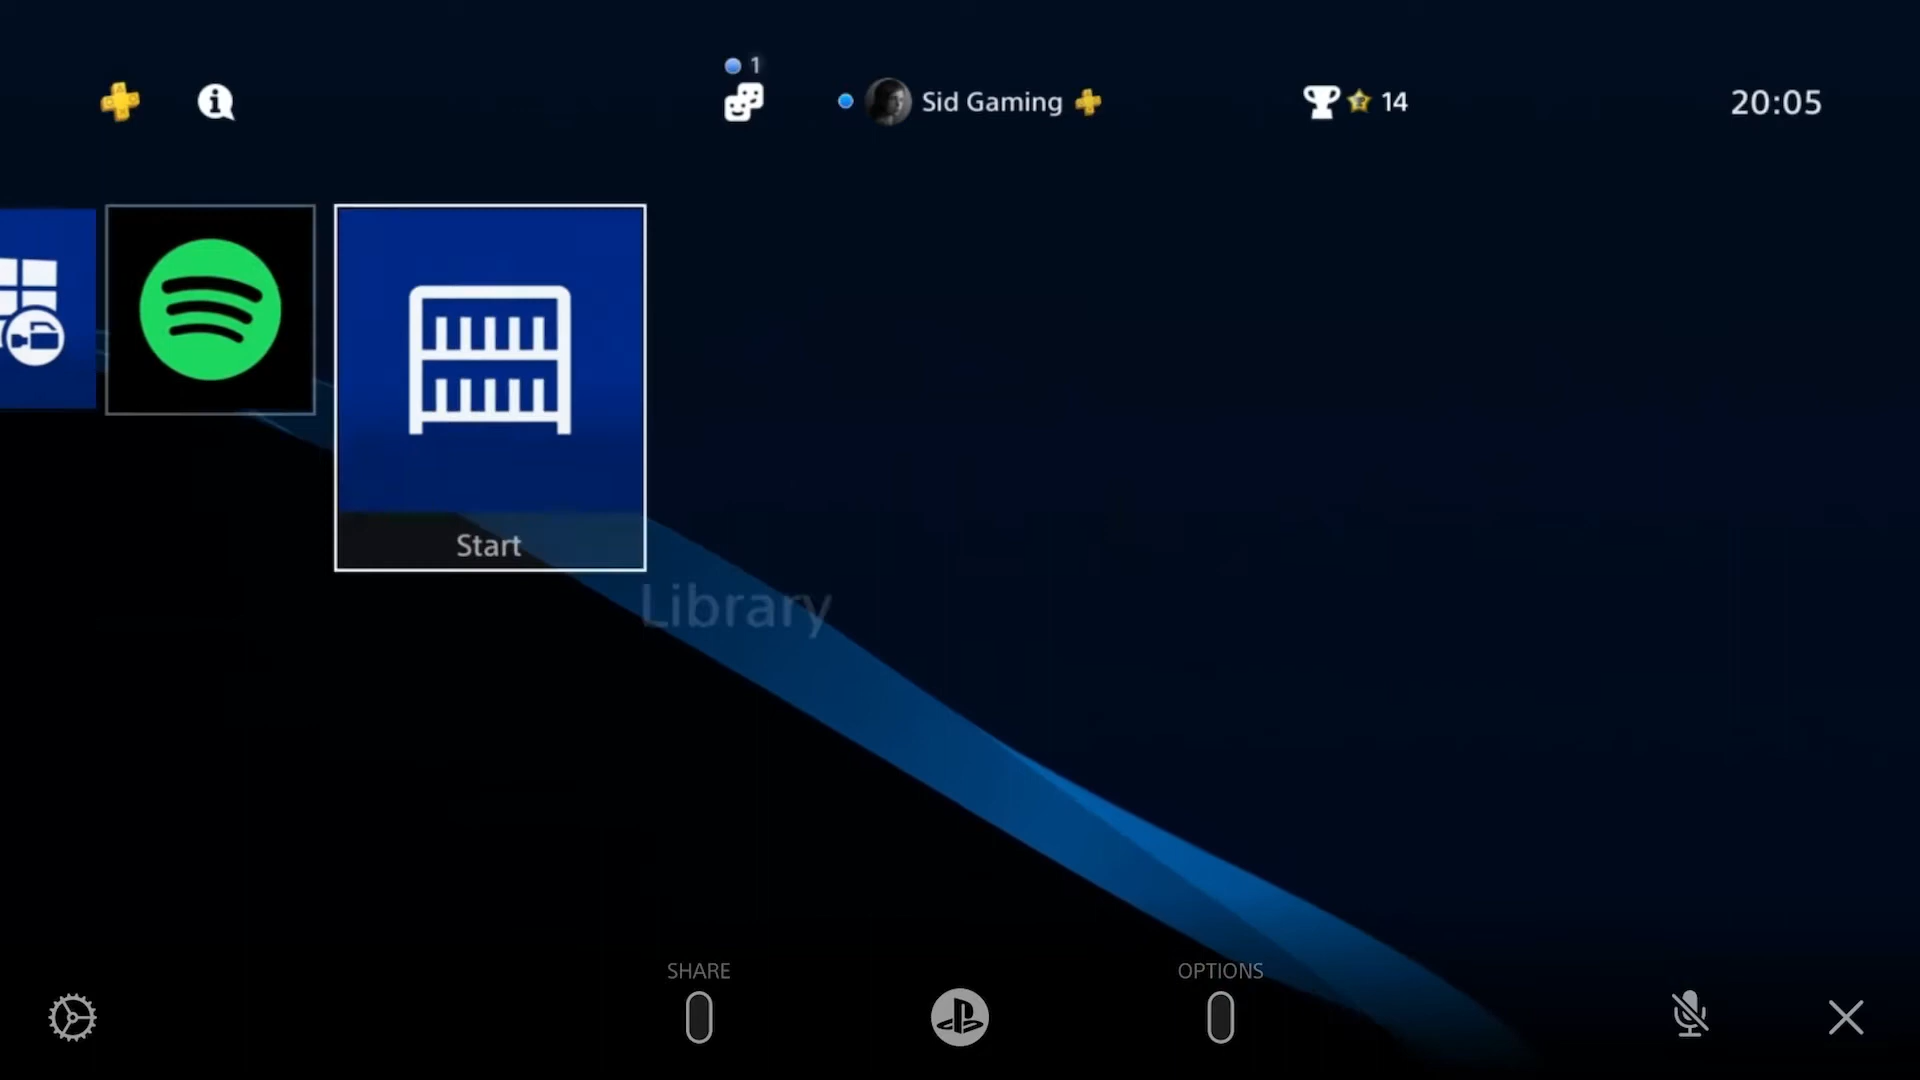 1
Sid Gaming
14
20:05
Start
Library
SHARE
OPTIONS